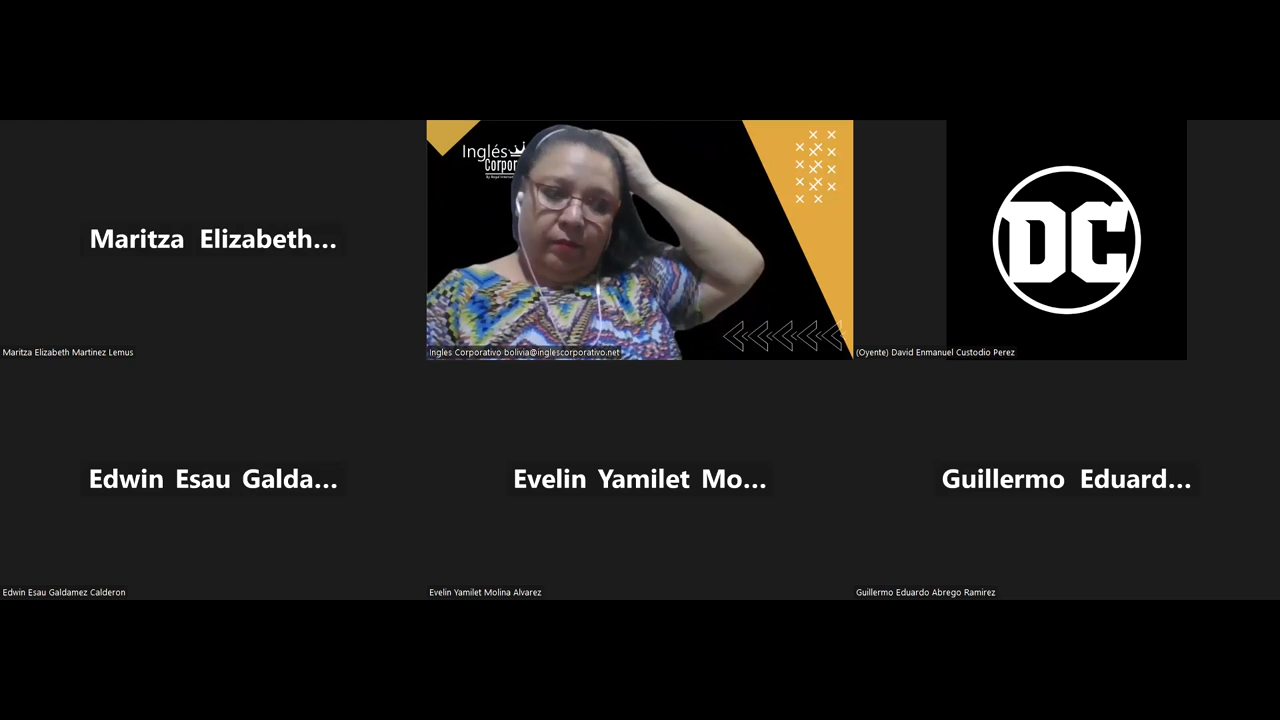 Maritza Elizabeth...
Maritza Elizabeth Martinez Lemus
Inglés
Corpor
Ingles Corporativo bolivia@inglescorporativo.net
DC
(Oyente) David Enmanuel Custodio Perez
Edwin Esau Galda...
Edwin Esau Galdamez Calderon
Evelin Yamilet Mo...
Evelin Yamilet Molina Alvarez
Guillermo Eduard...
Guillermo Eduardo Abrego Ramirez